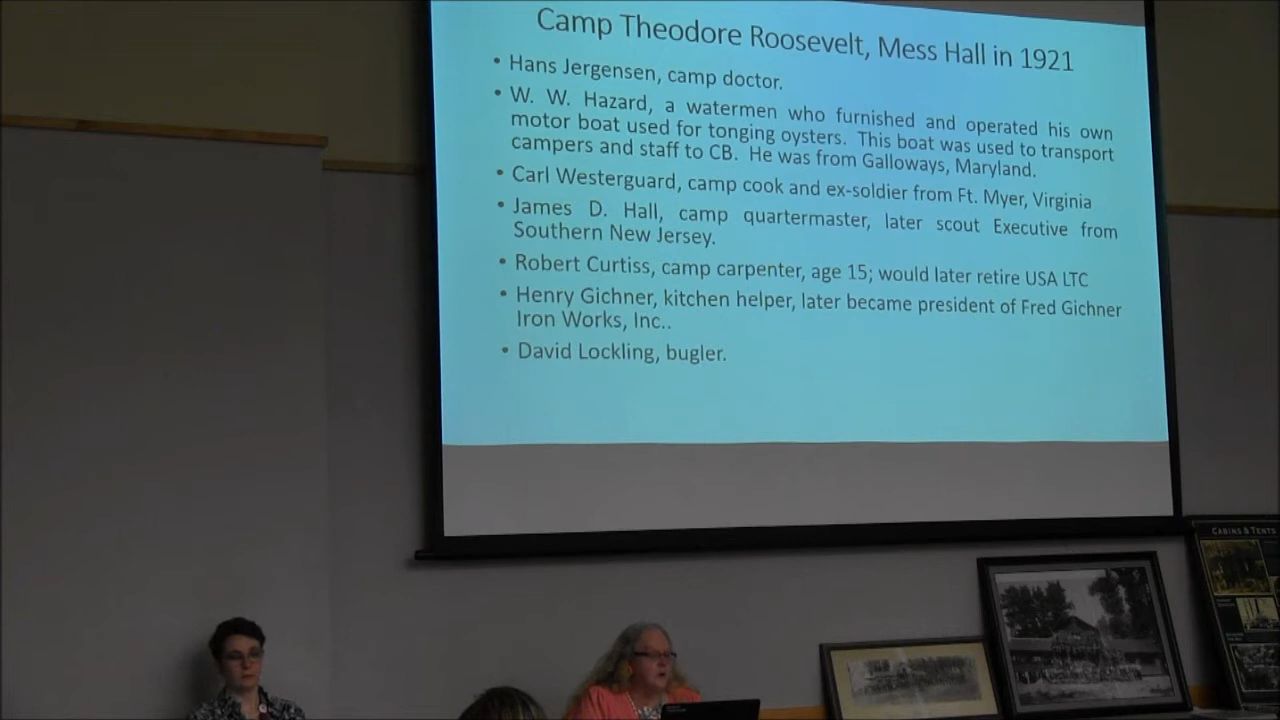 Camp Theodore Roosevelt, Mess Hall in 1921
• Hans Jergensen, camp doctor.
• W. W. Hazard, a watermen who furnished and operated his own
motor boat used for tonging oysters. This boat was used to transport
campers and staff to CB. He was from Galloways, Maryland.
• Carl Westerguard, camp cook and ex-soldier from Ft. Myer, Virginia
• James D. Hall, camp quartermaster, later scout Executive from
Southern New Jersey.
• Robert Curtiss, camp carpenter, age 15; would later retire USA LTC
• Henry Gichner, kitchen helper, later became president of Fred Gichner
Iron Works, Inc..
• David Lockling, bugler.
CABINS & TENTS